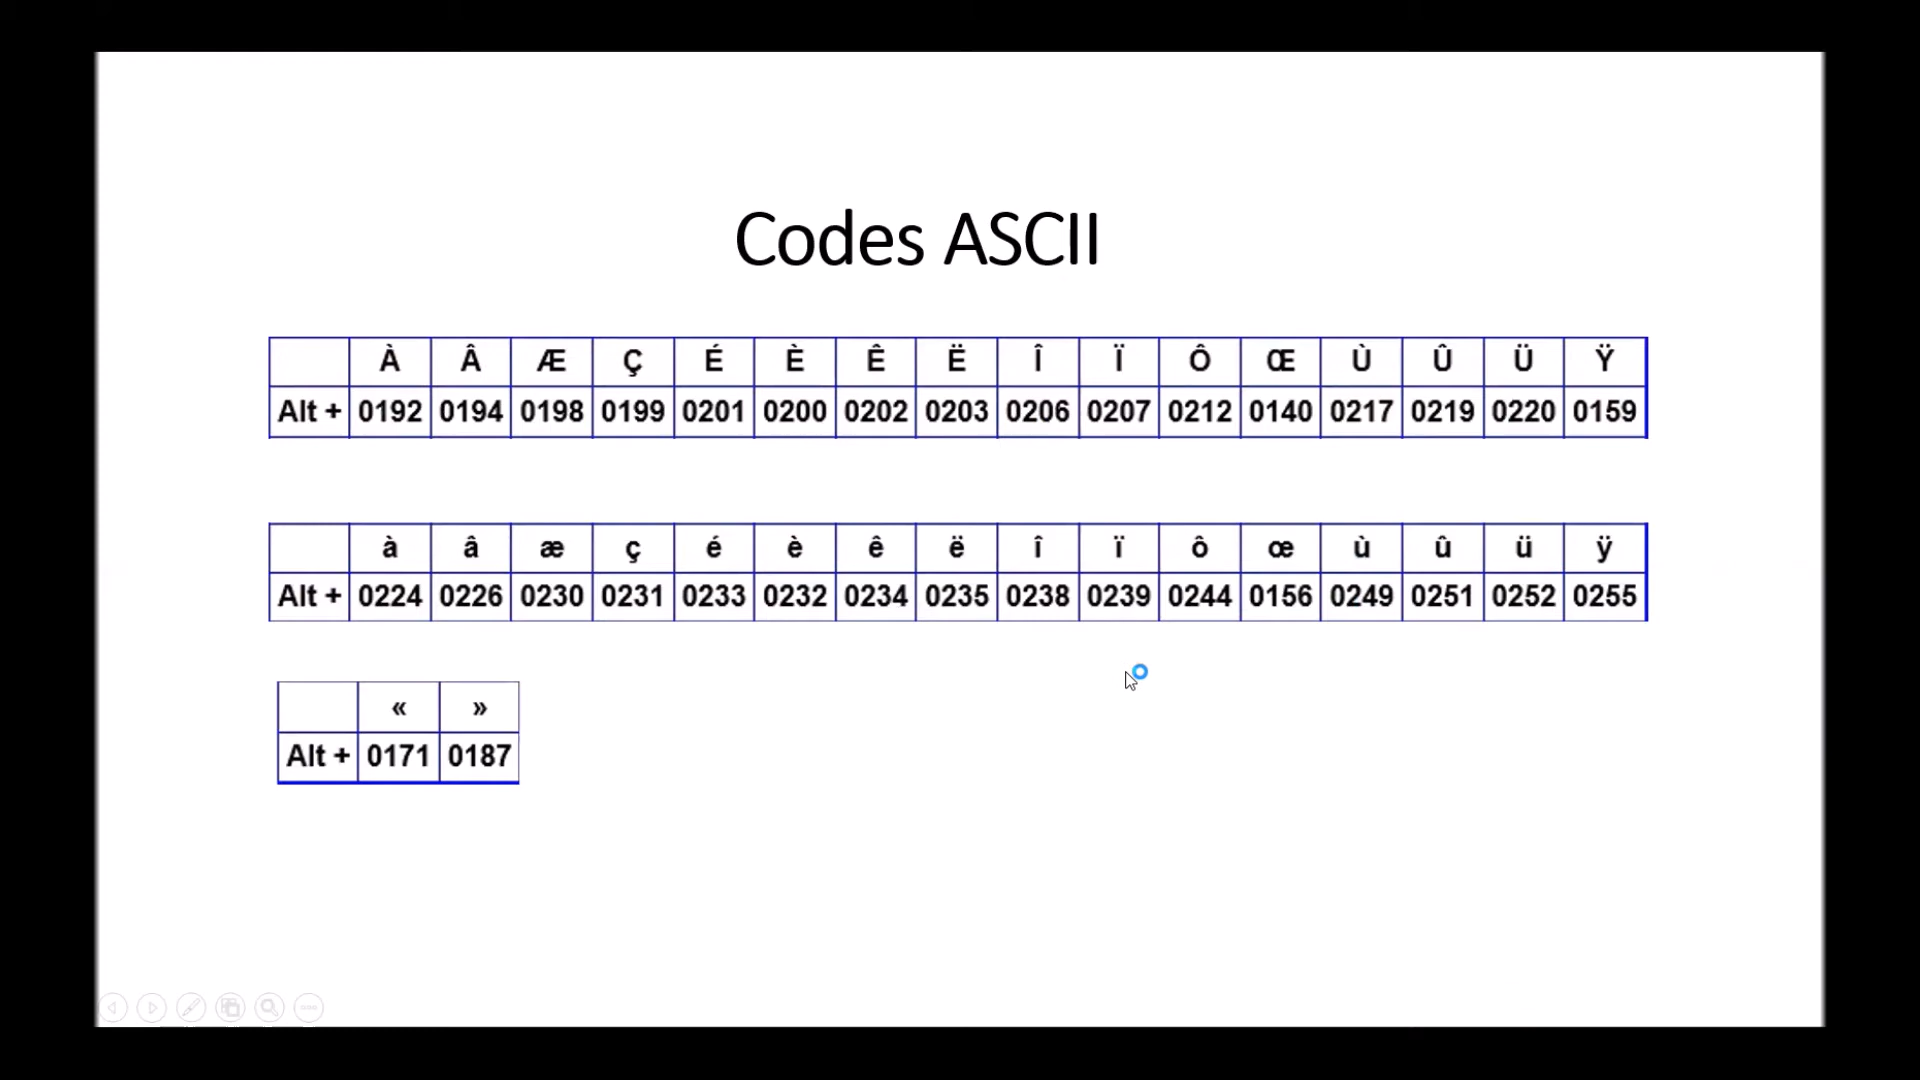 Codes ASCII
À Â Æ Ç É È Ê Ë Î Ï Ô Œ Ù Û Ü Ÿ
Alt + 0192 0194 0198 0199 0201 0200 0202 0203 0206 0207 0212 0140 0217 0219 0220 0159
à â æ ç é è ê ë î ï ô œ ù û ü ÿ
Alt + 0224 0226 0230 0231 0233 0232 0234 0235 0238 0239 0244 0156 0249 0251 0252 0255
« »
Alt + 0171 0187